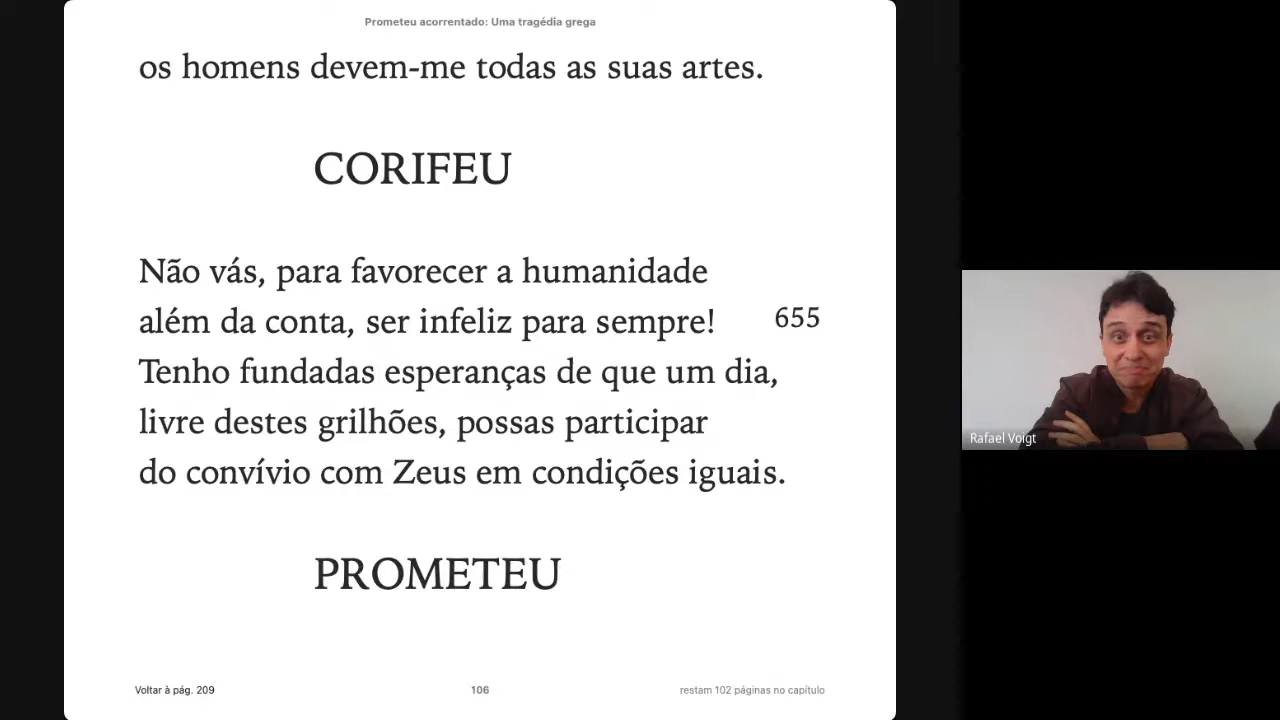 Prometeu acorrentado: Uma tragédia grega
os homens devem-me todas as suas artes.
CORIFEU
Não vás, para favorecer a humanidade
além da conta, ser infeliz para sempre! 655
Tenho fundadas esperanças de que um dia,
livre destes grilhões, possas participar
do convívio com Zeus em condições iguais.
PROMETEU
Voltar à pág. 209 106 restam 102 páginas no capítulo
Rafael Voigt